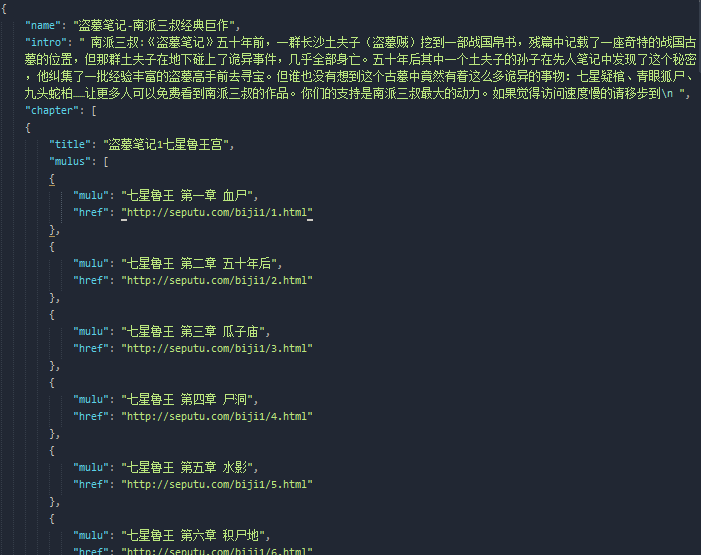 {
"name": "盗墓笔记-南派三叔经典巨作",
"intro": " 南派三叔:《盗墓笔记》五十年前，一群长沙土夫子（盗墓贼）挖到一部战国帛书，残篇中记载了一座奇特的战国古
墓的位置，但那群土夫子在地下碰上了诡异事件，几乎全部身亡。五十年后其中一个土夫子的孙子在先人笔记中发现了这个秘密
，他纠集了一批经验丰富的盗墓高手前去寻宝。但谁也没有想到这个古墓中竟然有着这么多诡异的事物：七星疑棺、青眼狐尸、
九头蛇柏……让更多人可以免费看到南派三叔的作品。你们的支持是南派三叔最大的动力。如果觉得访问速度慢的请移步到\n ",
"chapter": [
{
"title": "盗墓笔记1七星鲁王宫",
"mulus": [
{
"mulu": "七星鲁王 第一章 血尸",
"href": "http://seputu.com/biji1/1.html"
},
{
"mulu": "七星鲁王 第二章 五十年后",
"href": "http://seputu.com/biji1/2.html"
},
{
"mulu": "七星鲁王 第三章 瓜子庙",
"href": "http://seputu.com/biji1/3.html"
},
{
"mulu": "七星鲁王 第四章 尸洞",
"href": "http://seputu.com/biji1/4.html"
},
{
"mulu": "七星鲁王 第五章 水影",
"href": "http://seputu.com/biji1/5.html"
},
{
"mulu": "七星鲁王 第六章 积尸地",
"href": "http://seputu.com/biji1/6.html"